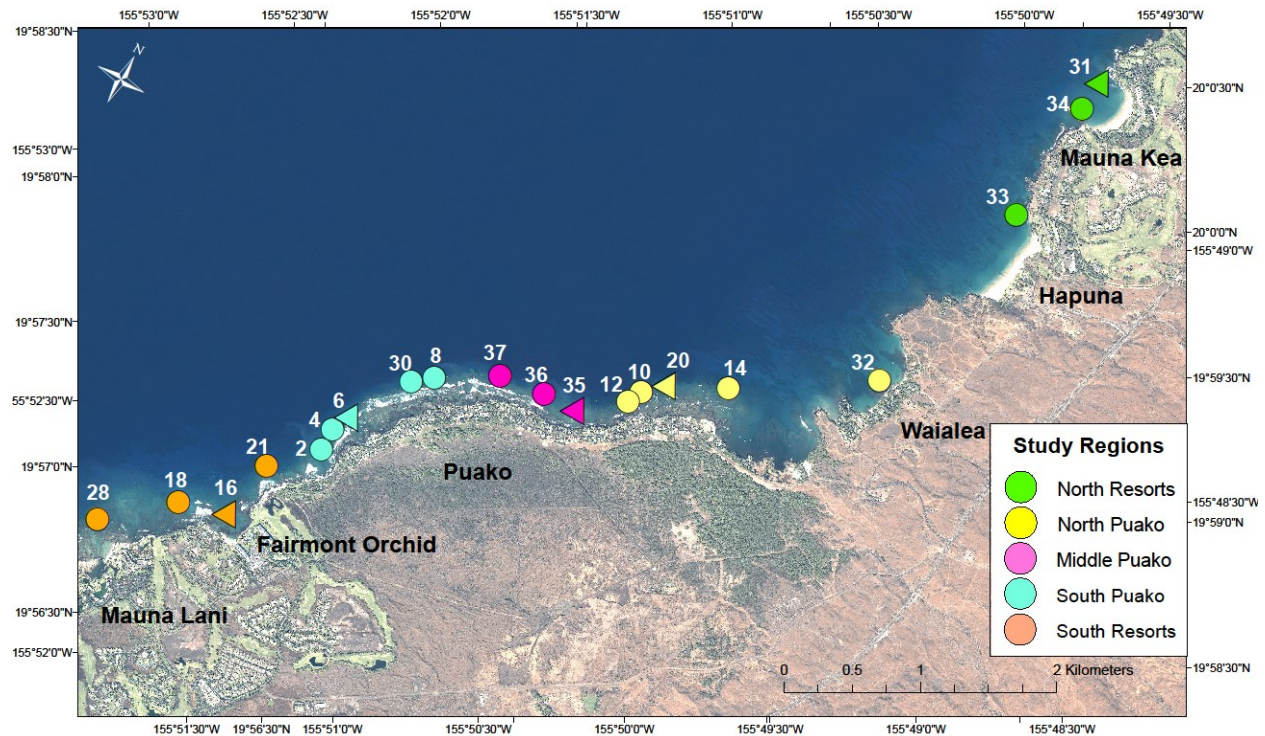 155°53'0"W 155°52'30"W 155°52'0"W 155°51'30"W 155°51'0"W 155°50'30"W 155°50'0"W 155°49'30"W
19°58'30"N
N
31
20°0'30"N
34
155°53'0"W
Mauna Kea
19°58'0"N
33
20°0'0"N
155°49'0"W
Hapuna
19°57'30"N
30 8 37 36 35 12 10 20 14 32
19°59'30"N
155°52'30"W
4 6
Waialea
2
21
19°57'0"N
Puako
28 18 16
Fairmont Orchid
155°48'30"W
19°59'0"N
Study Regions
North Resorts
North Puako
Middle Puako
South Puako
South Resorts
19°56'30"N
Mauna Lani
155°52'0"W
0 0.5 1 2 Kilometers
19°58'30"N
155°51'30"W 19°56'30"N 155°51'0"W 155°50'30"W 155°50'0"W 155°49'30"W 155°49'0"W 155°48'30"W